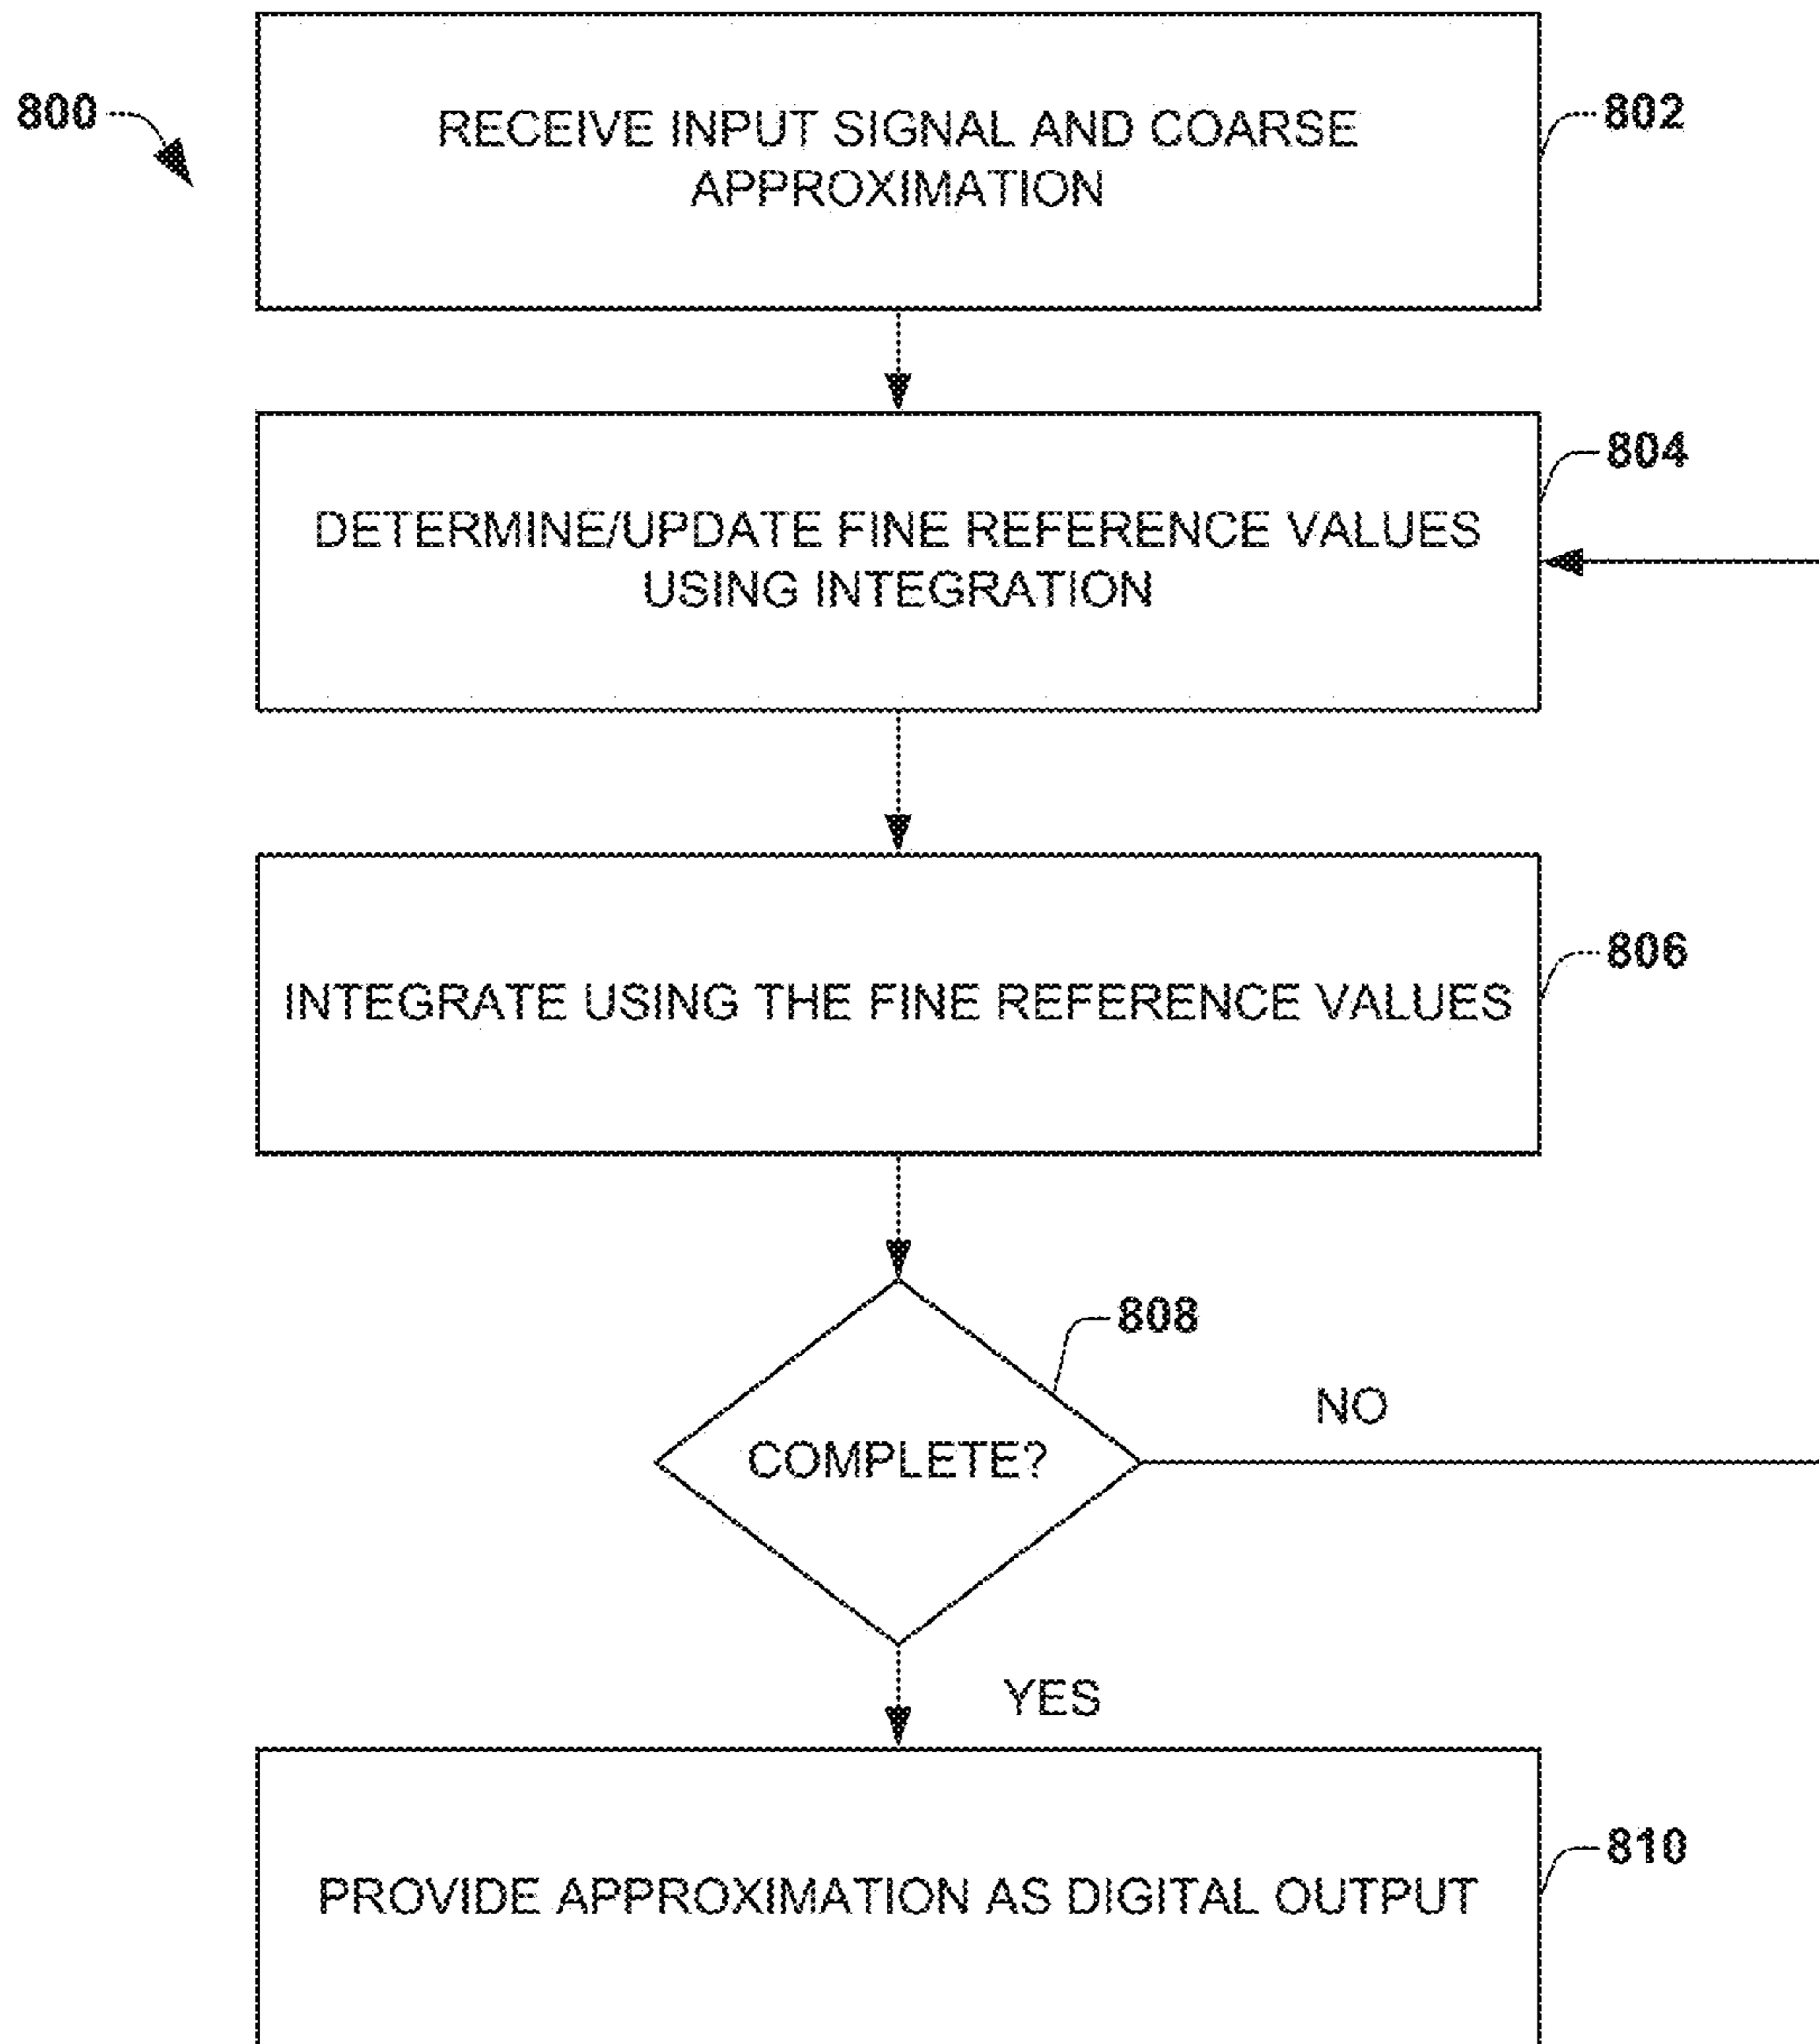 800
RECEIVE INPUT SIGNAL AND COARSE
APPROXIMATION
802
DETERMINE/UPDATE FINE REFERENCE VALUES
USING INTEGRATION
804
INTEGRATE USING THE FINE REFERENCE VALUES
806
COMPLETE?
808
NO
YES
PROVIDE APPROXIMATION AS DIGITAL OUTPUT
810